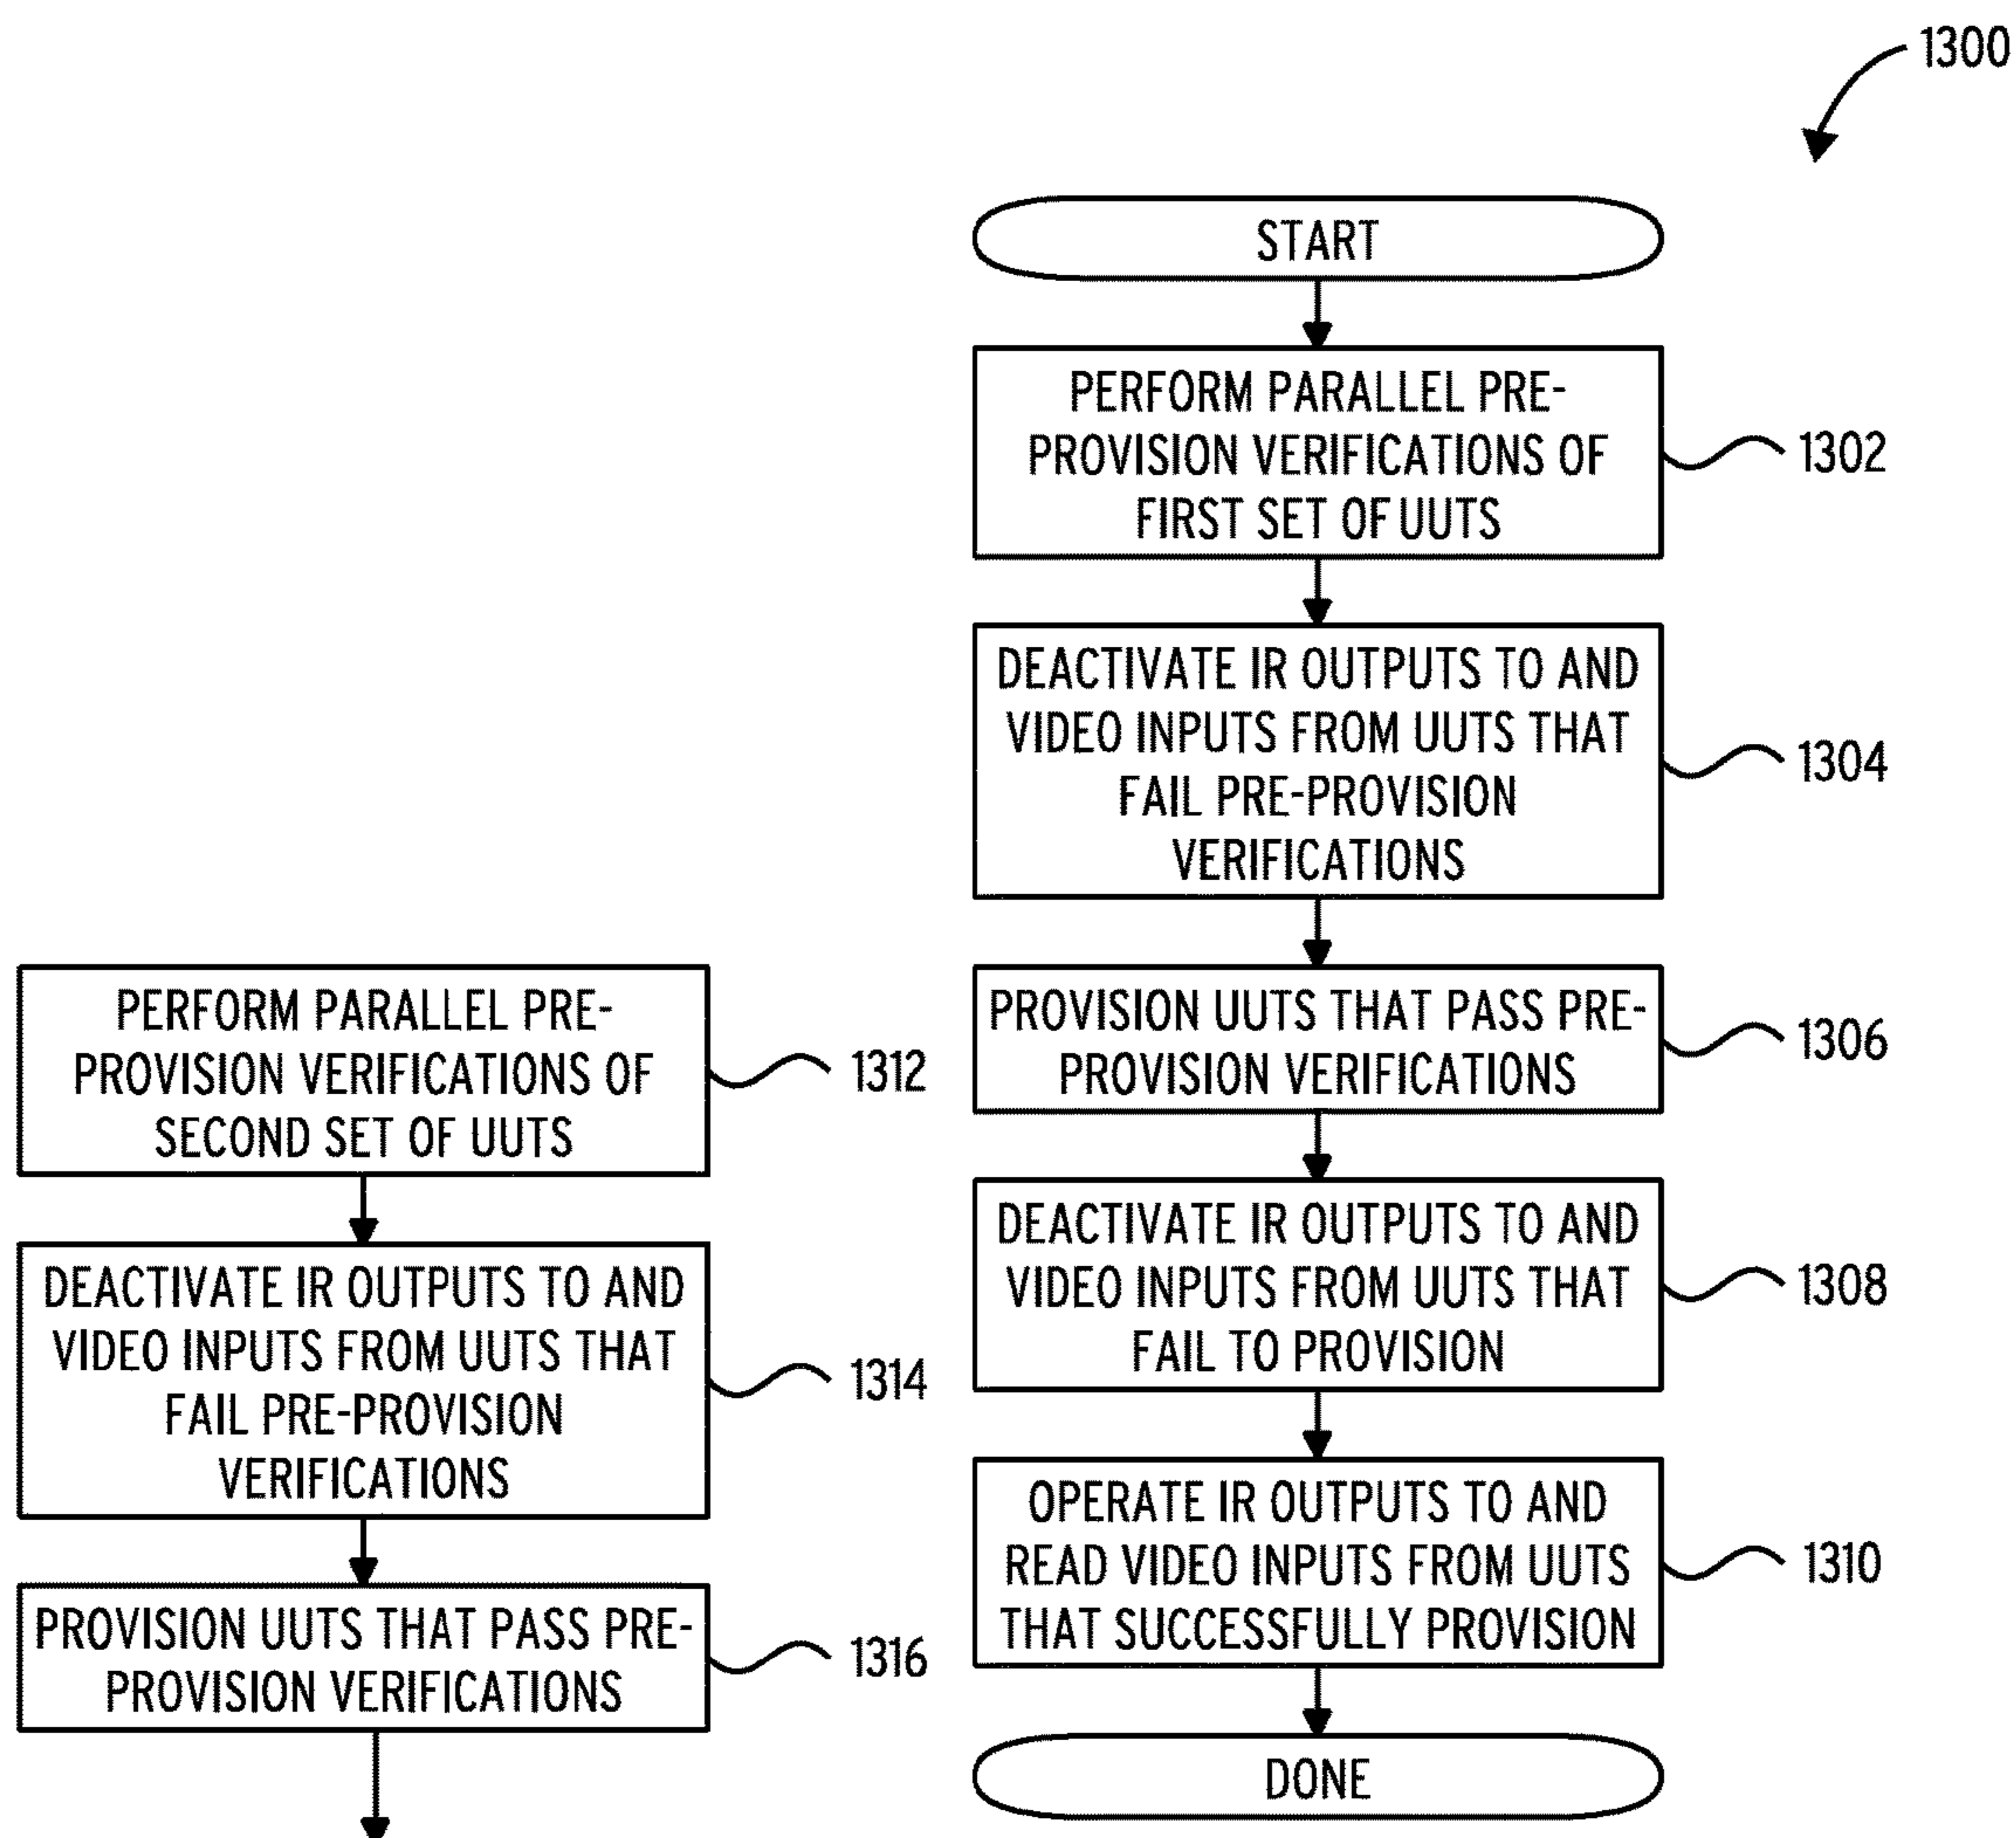 1300
START
PERFORM PARALLEL PRE-
PROVISION VERIFICATIONS OF
FIRST SET OF UUTS
1302
DEACTIVATE IR OUTPUTS TO AND
VIDEO INPUTS FROM UUTS THAT
FAIL PRE-PROVISION
VERIFICATIONS
1304
PROVISION UUTS THAT PASS PRE-
PROVISION VERIFICATIONS
1306
DEACTIVATE IR OUTPUTS TO AND
VIDEO INPUTS FROM UUTS THAT
FAIL TO PROVISION
1308
OPERATE IR OUTPUTS TO AND
READ VIDEO INPUTS FROM UUTS
THAT SUCCESSFULLY PROVISION
1310
DONE
PERFORM PARALLEL PRE-
PROVISION VERIFICATIONS OF
SECOND SET OF UUTS
1312
DEACTIVATE IR OUTPUTS TO AND
VIDEO INPUTS FROM UUTS THAT
FAIL PRE-PROVISION
VERIFICATIONS
1314
PROVISION UUTS THAT PASS PRE-
PROVISION VERIFICATIONS
1316